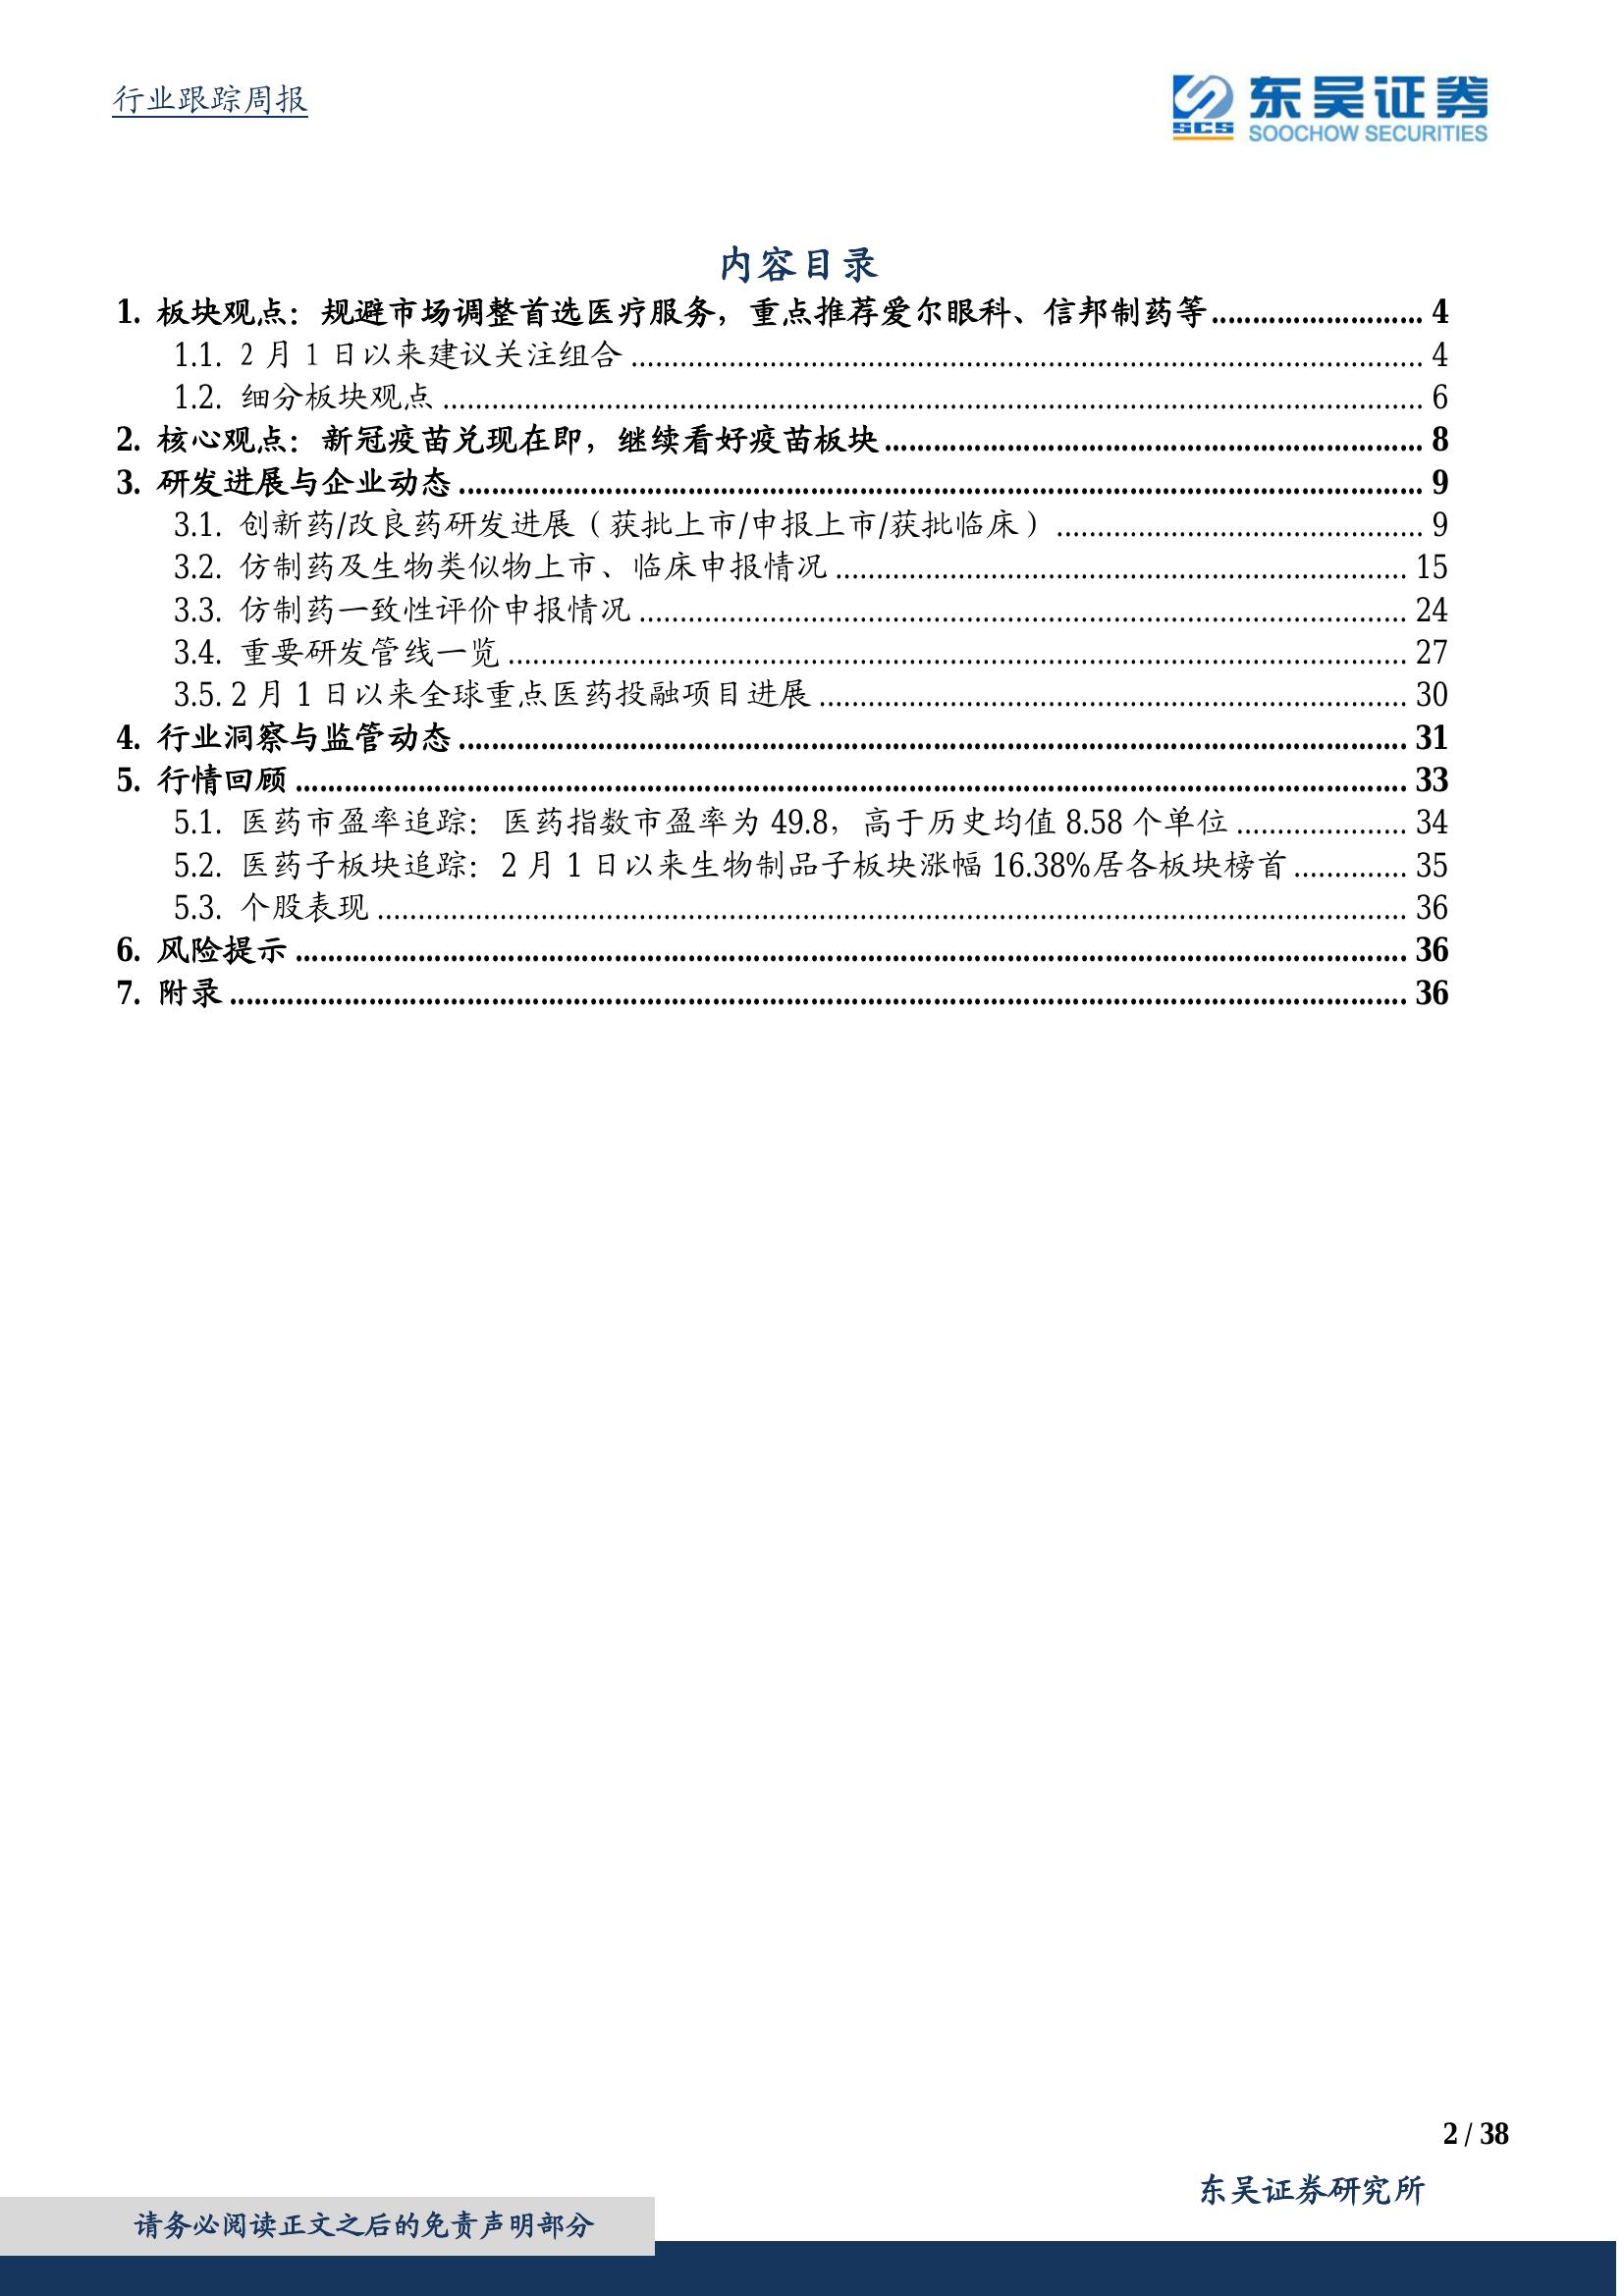 行业跟踪周报
东吴证券
SCS
SOOCHOW SECURITIES
内容目录
1. 板块观点：规避市场调整首选医疗服务，重点推荐爱尔眼科、信邦制药等.......................... 4
1.1. 2 月 1 日以来建议关注组合 ................................................................................................ 4
1.2. 细分板块观点 ........................................................................................................................ 6
2. 核心观点：新冠疫苗兑现在即，继续看好疫苗板块.................................................................. 8
3. 研发进展与企业动态 ...................................................................................................................... 9
3.1. 创新药/改良药研发进展（获批上市/申报上市/获批临床） ............................................. 9
3.2. 仿制药及生物类似物上市、临床申报情况 ...................................................................... 15
3.3. 仿制药一致性评价申报情况 .............................................................................................. 24
3.4. 重要研发管线一览 .............................................................................................................. 27
3.5. 2 月 1 日以来全球重点医药投融项目进展 ........................................................................ 30
4. 行业洞察与监管动态 .................................................................................................................... 31
5. 行情回顾 ........................................................................................................................................ 33
5.1. 医药市盈率追踪：医药指数市盈率为 49.8，高于历史均值 8.58 个单位 ..................... 34
5.2. 医药子板块追踪：2 月 1 日以来生物制品子板块涨幅 16.38%居各板块榜首 .............. 35
5.3. 个股表现 .............................................................................................................................. 36
6. 风险提示 ........................................................................................................................................ 36
7. 附录 ................................................................................................................................................ 36
2 / 38
东吴证券研究所
请务必阅读正文之后的免责声明部分